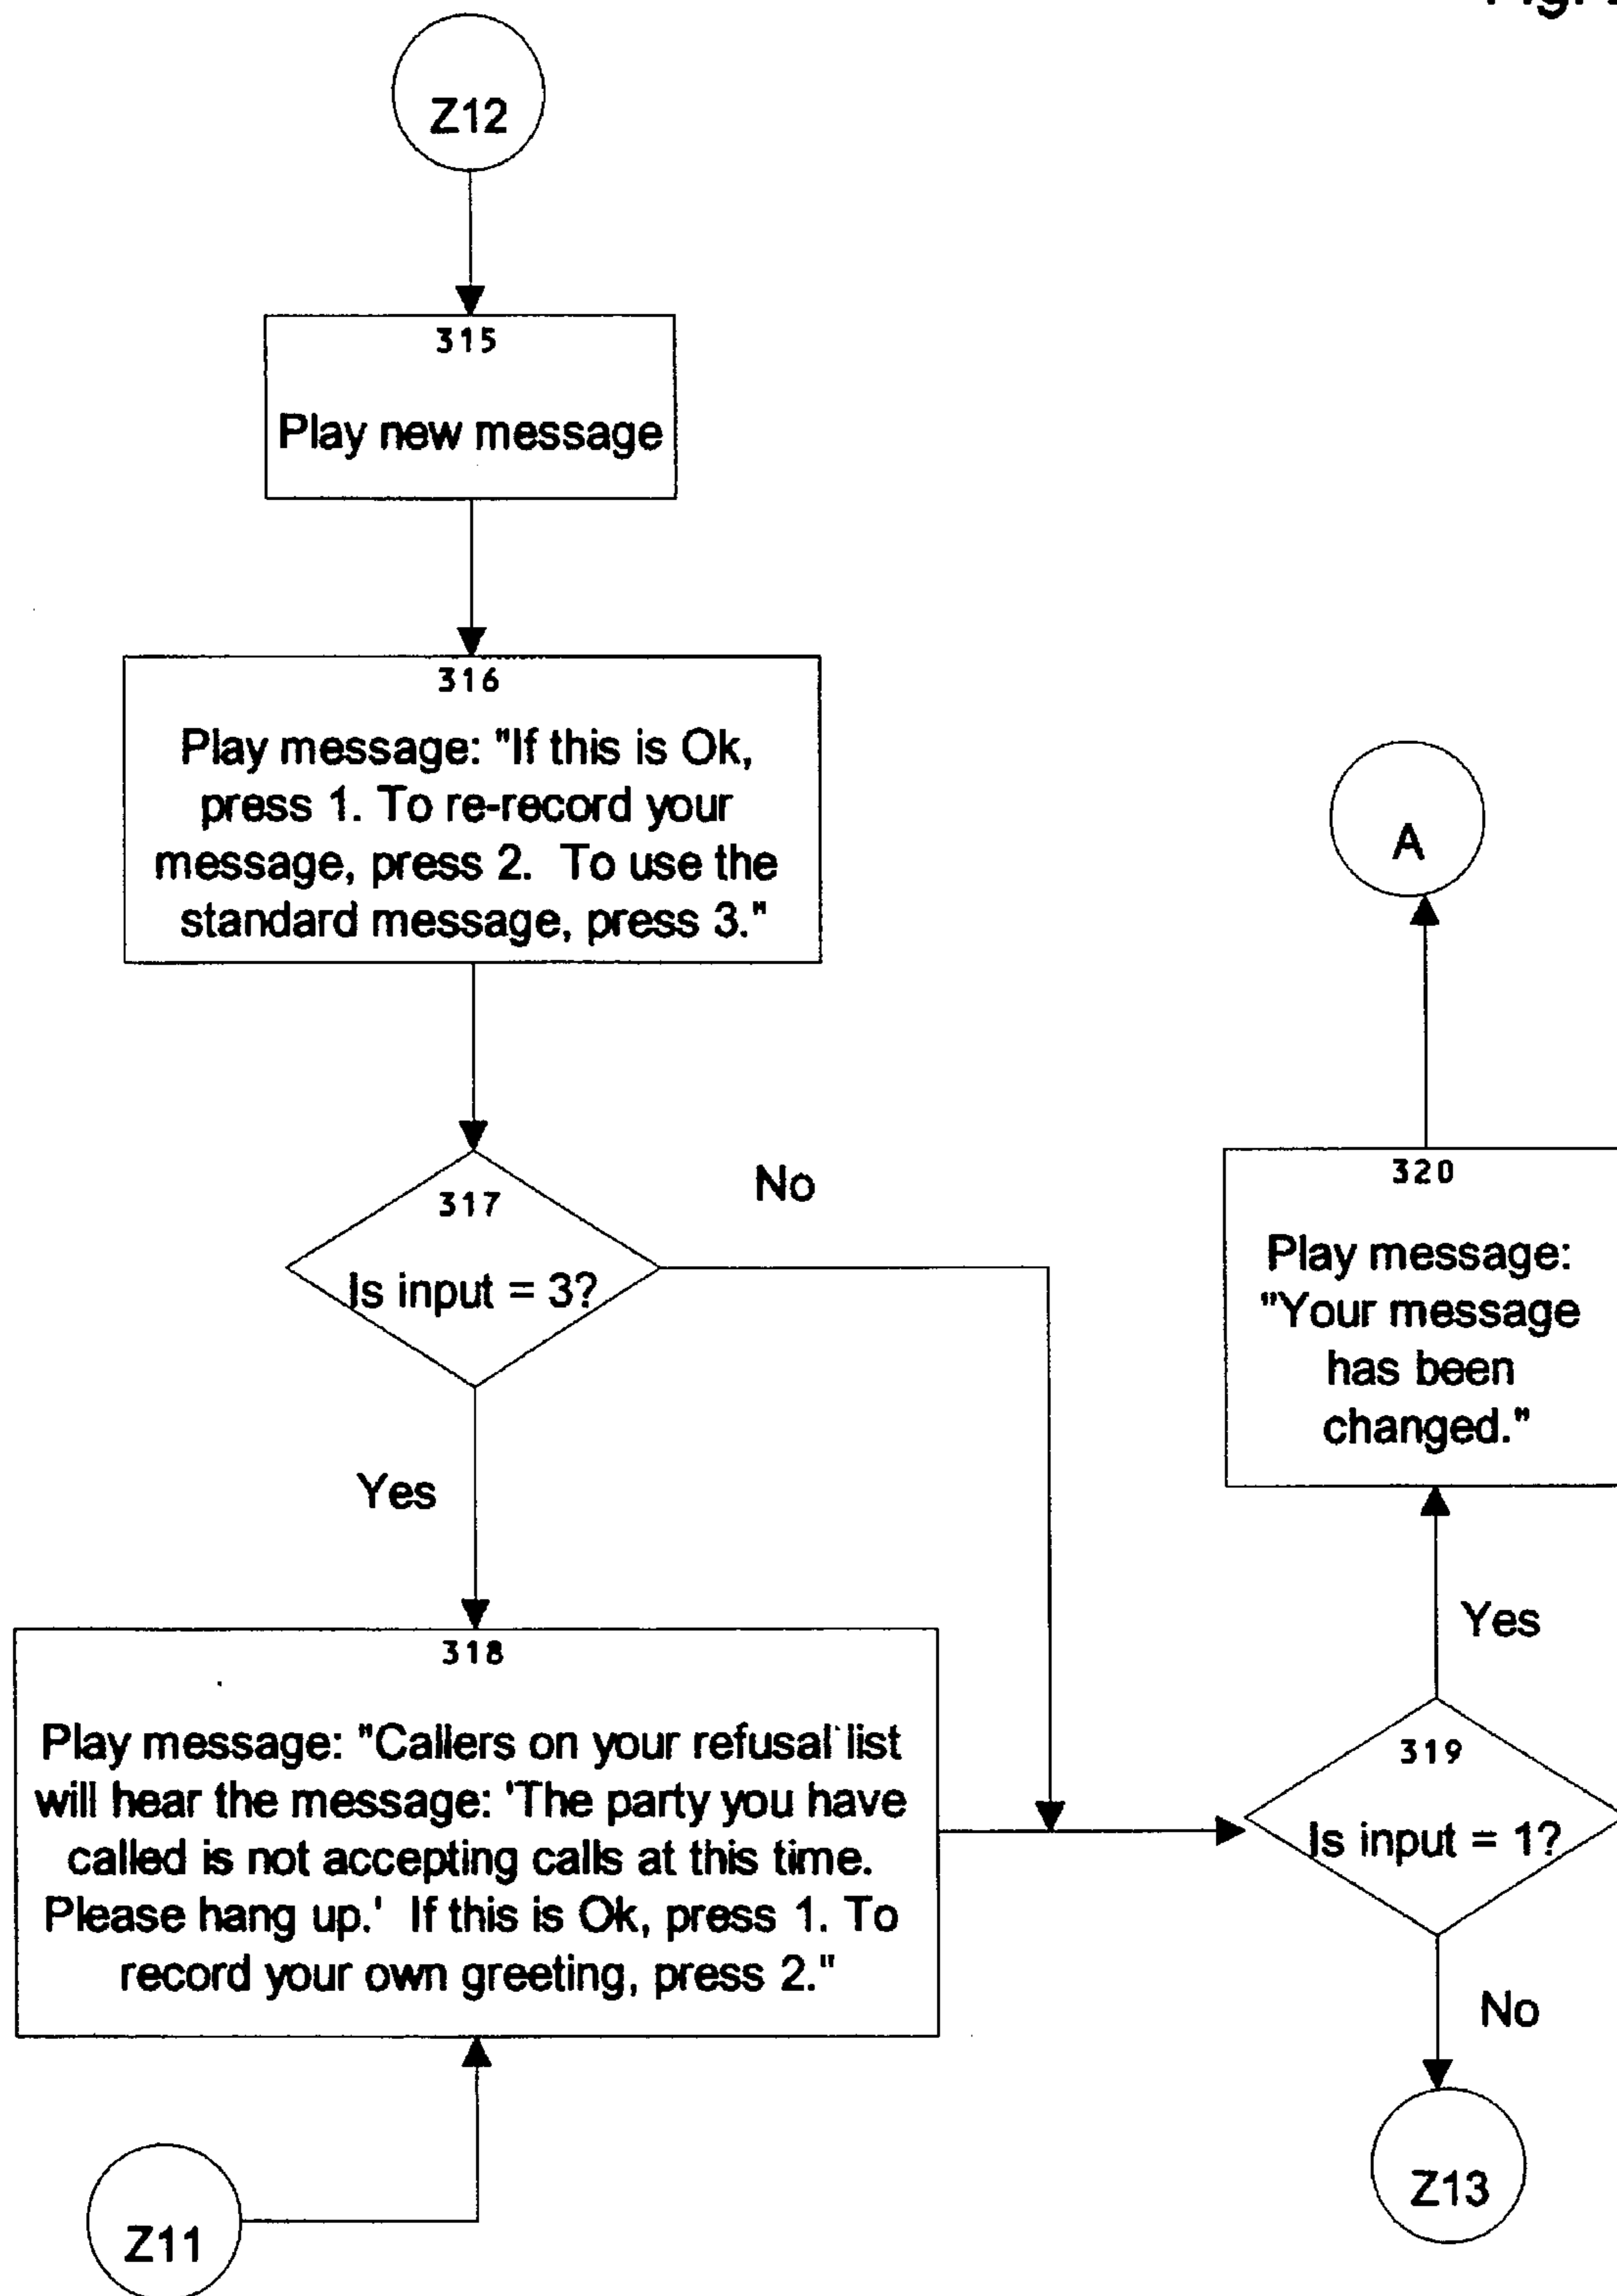 Z12
315
Play new message
316
Play message: "If this is Ok,
press 1. To re-record your
message, press 2.  To use the
standard message, press 3."
317
Is input = 3?
No
Yes
318
Play message: "Callers on your refusal list
will hear the message: 'The party you have
called is not accepting calls at this time.
Please hang up.'  If this is Ok, press 1. To
record your own greeting, press 2."
Z11
A
320
Play message:
"Your message
has been
changed."
Yes
319
Is input = 1?
No
Z13